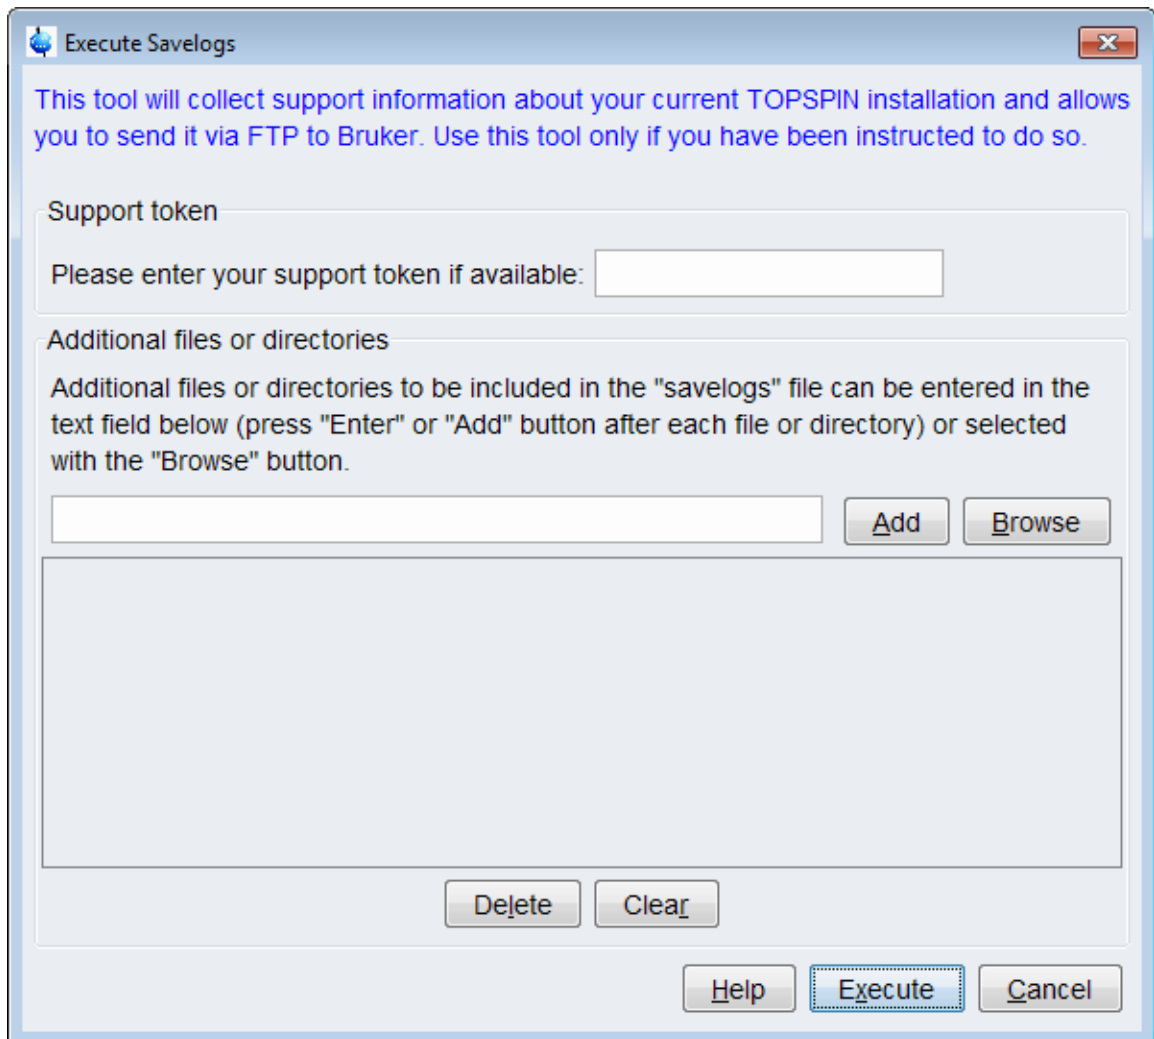 Execute Savelogs
This tool will collect support information about your current TOPSPIN installation and allows
you to send it via FTP to Bruker. Use this tool only if you have been instructed to do so.
Support token
Please enter your support token if available:
Additional files or directories
Additional files or directories to be included in the "savelogs" file can be entered in the
text field below (press "Enter" or "Add" button after each file or directory) or selected
with the "Browse" button.
Add Browse
Delete Clear
Help Execute Cancel